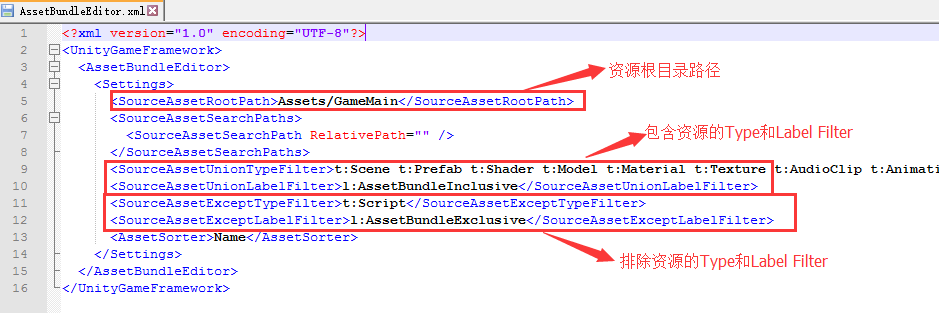 AssetBundleEditor.xml
1 <?xml version="1.0" encoding="UTF-8"?>
2 <UnityGameFramework>
3 <AssetBundleEditor>
4 <Settings>
资源根目录路径
5 <SourceAssetRootPath>Assets/GameMain</SourceAssetRootPath>
6 <SourceAssetSearchPaths>
7 <SourceAssetSearchPath RelativePath="" />
包含资源的Type和Label Filter
8 </SourceAssetSearchPaths>
9 <SourceAssetUnionTypeFilter>t:Scene t:Prefab t:Shader t:Model t:Material t:Texture t:AudioClip t:Animati
10 <SourceAssetUnionLabelFilter>l:AssetBundleInclusive</SourceAssetUnionLabelFilter>
11 <SourceAssetExceptTypeFilter>t:Script</SourceAssetExceptTypeFilter>
12 <SourceAssetExceptLabelFilter>l:AssetBundleExclusive</SourceAssetExceptLabelFilter>
13 <AssetSorter>Name</AssetSorter>
14 </Settings>
排除资源的Type和Label Filter
15 </AssetBundleEditor>
16 </UnityGameFramework>